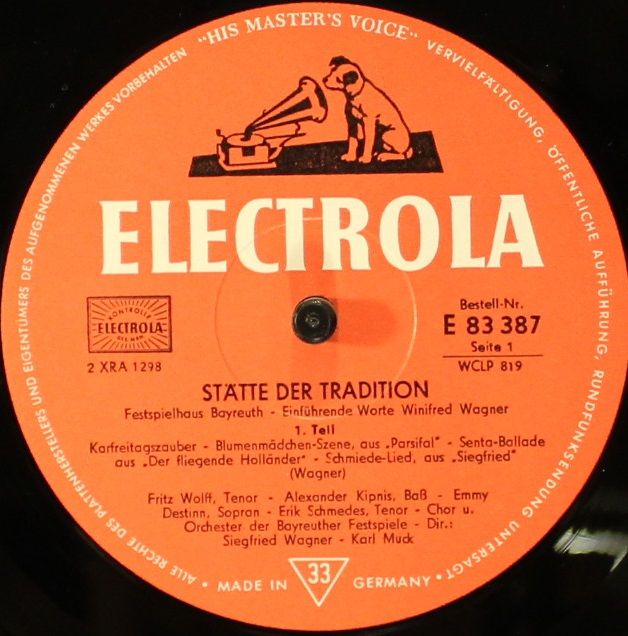 "HIS MASTER'S VOICE"
VERVIELFÄLTIGUNG, ÖFFENTLICHE AUFFÜHRUNG, RUNDFUNKSENDUNG UNTERSAGT ·
ALLE RECHTE DES PLATTENHERSTELLERS UND EIGENTÜMERS DES AUFGENOMMENEN WERKES VORBEHALTEN
ELECTROLA
KONTROLLE
ELECTROLA
2 XRA 1298
Bestell-Nr.
E 83 387
Seite 1
WCLP 819
STÄTTE DER TRADITION
Festspielhaus Bayreuth - Einführende Worte Winifred Wagner
1. Teil
Karfreitagszauber - Blumenmädchen-Szene, aus „Parsifal" - Senta-Ballade
aus „Der fliegende Holländer" - Schmiede-Lied, aus „Siegfried"
(Wagner)
Fritz Wolff, Tenor - Alexander Kipnis, Baß - Emmy
Destinn, Sopran - Erik Schmedes, Tenor - Chor u.
Orchester der Bayreuther Festspiele - Dir.:
Siegfried Wagner - Karl Muck
· MADE IN 33 GERMANY ·